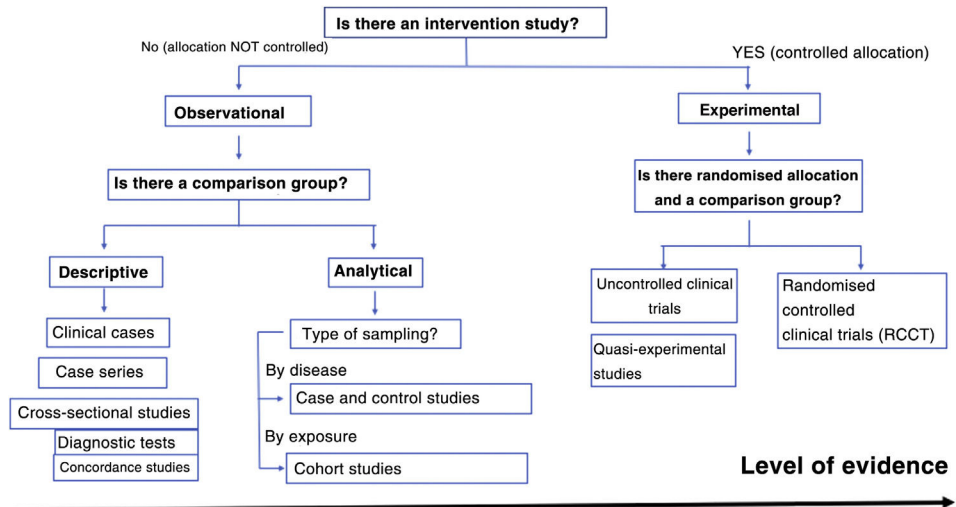 Is there an intervention study?
No (allocation NOT controlled)
YES (controlled allocation)
Observational
Experimental
Is there a comparison group?
Is there randomised allocation
and a comparison group?
Descriptive
Analytical
Uncontrolled clinical
trials
Randomised
controlled
clinical trials (RCCT)
Clinical cases
Type of sampling?
Quasi-experimental
studies
Case series
By disease
Case and control studies
Cross-sectional studies
Diagnostic tests
By exposure
Concordance studies
Cohort studies
Level of evidence